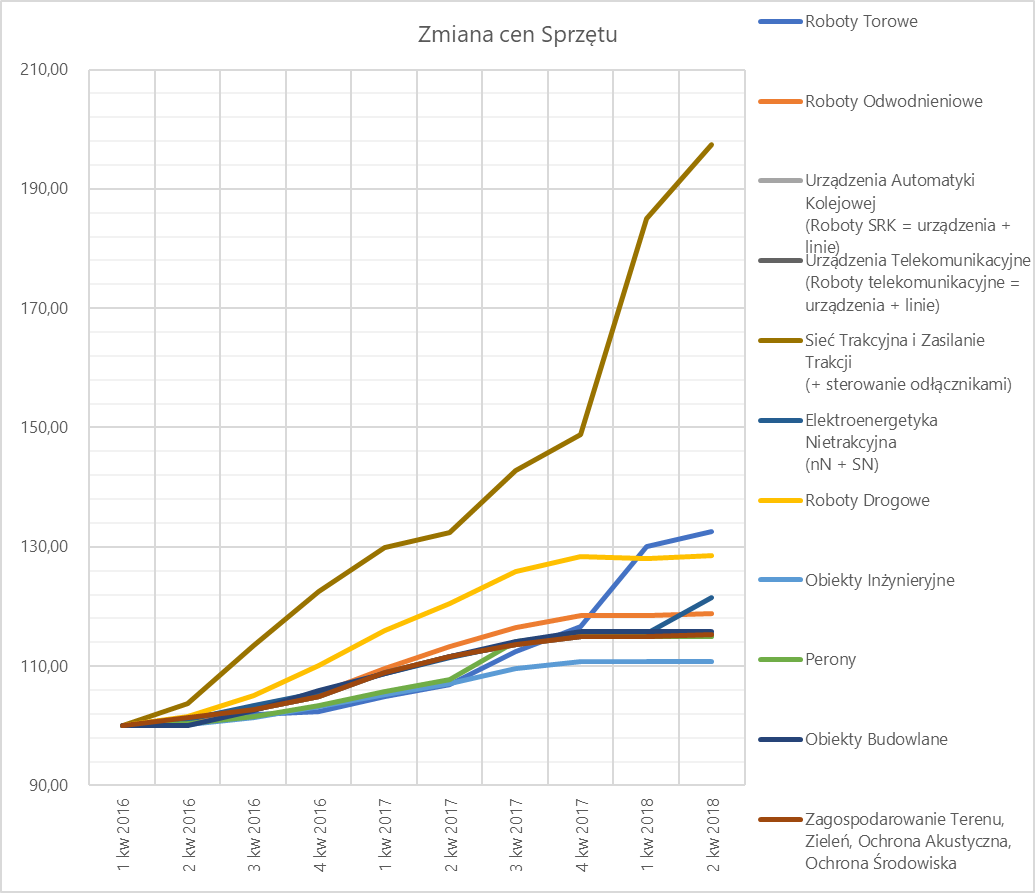 Zmiana cen Sprzętu
210,00
190,00
170,00
150,00
130,00
110,00
90,00
1 kw 2016
2 kw 2016
3 kw 2016
4 kw 2016
1 kw 2017
2 kw 2017
3 kw 2017
4 kw 2017
1 kw 2018
2 kw 2018
Roboty Torowe
Roboty Odwodnieniowe
Urządzenia Automatyki
Kolejowej
(Roboty SRK = urządzenia +
linie)
Urządzenia Telekomunikacyjne
(Roboty telekomunikacyjne =
urządzenia + linie)
Sieć Trakcyjna i Zasilanie
Trakcji
(+ sterowanie odłącznikami)
Elektroenergetyka
Nietrakcyjna
(nN + SN)
Roboty Drogowe
Obiekty Inżynieryjne
Perony
Obiekty Budowlane
Zagospodarowanie Terenu,
Zieleń, Ochrona Akustyczna,
Ochrona Środowiska